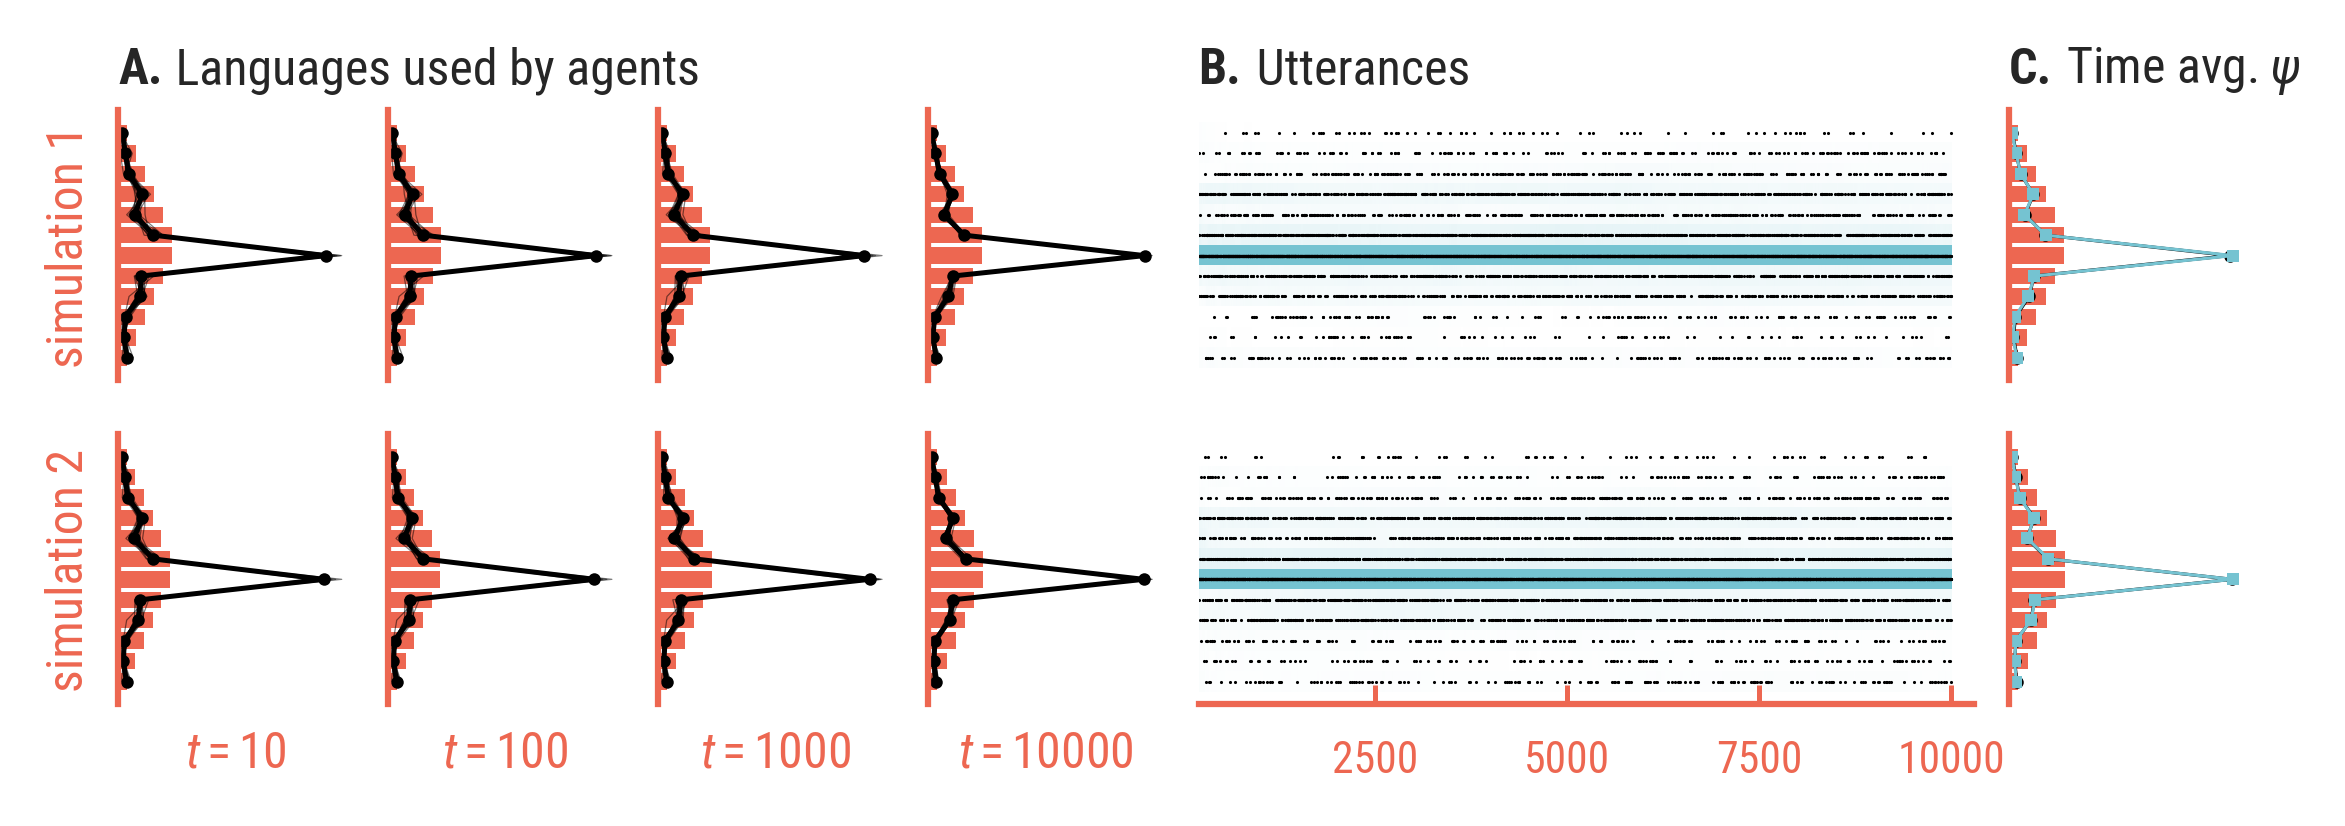 A. Languages used by agents
B. Utterances
C. Time avg. ψ
simulation 1
simulation 2
t = 10
t = 100
t = 1000
t = 10000
2500
5000
7500
10000